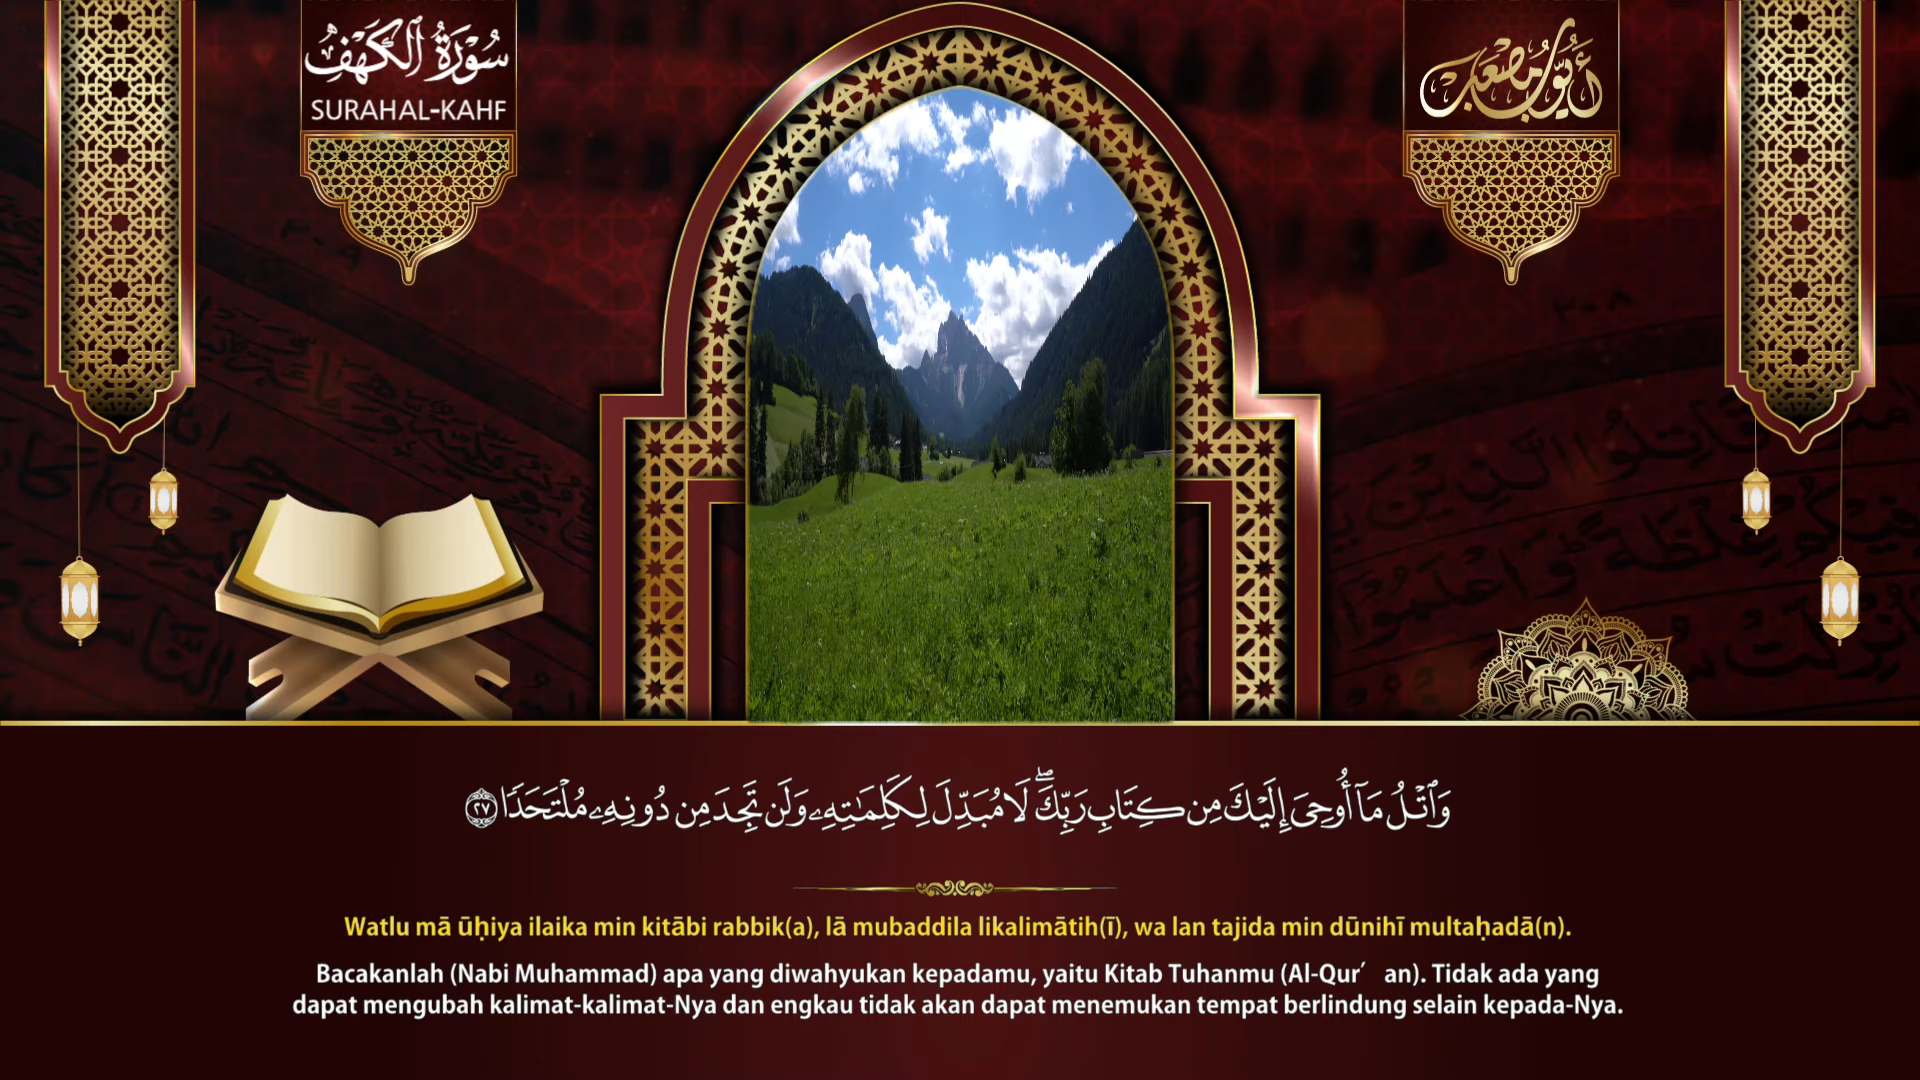 سُورَةُ ٱلْكَهْفِ
SURAHAL-KAHF
أيوب مصعب
وَٱتْلُ مَآ أُوحِيَ إِلَيْكَ مِن كِتَابِ رَبِّكَۖ لَا مُبَدِّلَ لِكَلِمَٰتِهِۦ وَلَن تَجِدَ مِن دُونِهِۦ مُلْتَحَدًا ٢٧
Watlu mā ūḥiya ilaika min kitābi rabbik(a), lā mubaddila likalimātih(ī), wa lan tajida min dūnihī multaḥadā(n).
Bacakanlah (Nabi Muhammad) apa yang diwahyukan kepadamu, yaitu Kitab Tuhanmu (Al-Qur′ an). Tidak ada yang
dapat mengubah kalimat-kalimat-Nya dan engkau tidak akan dapat menemukan tempat berlindung selain kepada-Nya.